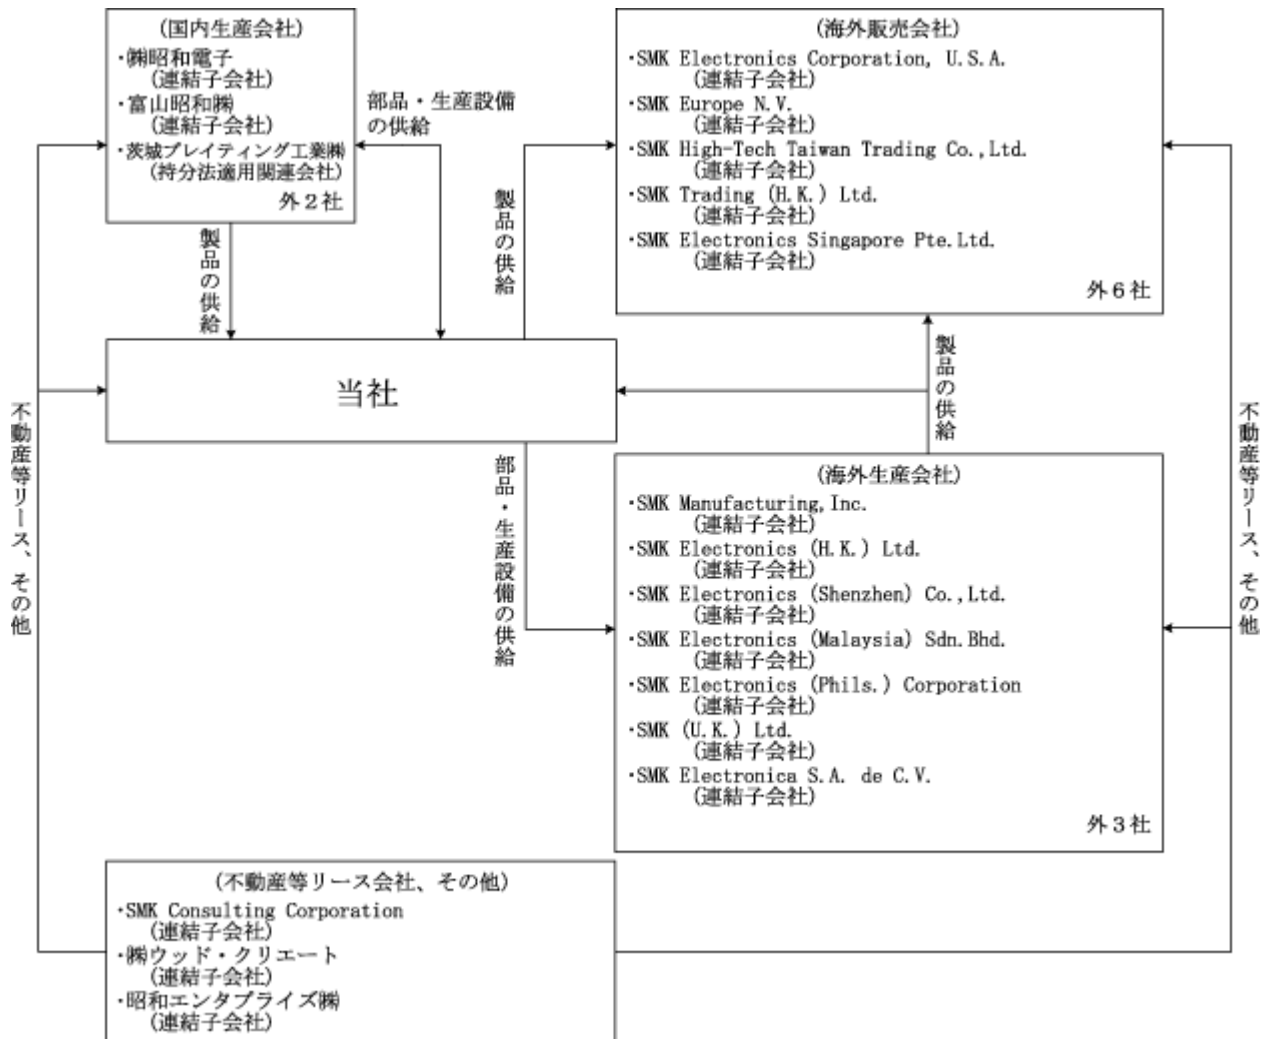 (国内生産会社)
・㈱昭和電子
(連結子会社)
・富山昭和㈱
(連結子会社)
・茨城プレイティング工業㈱
(持分法適用関連会社)
外２社
部品・生産設備
の供給
(海外販売会社)
・SMK Electronics Corporation, U.S.A.
(連結子会社)
・SMK Europe N.V.
(連結子会社)
・SMK High-Tech Taiwan Trading Co.,Ltd.
(連結子会社)
・SMK Trading (H.K.) Ltd.
(連結子会社)
・SMK Electronics Singapore Pte.Ltd.
(連結子会社)
外６社
製品の供給
製品の供給
当社
製品の供給
不動産等リース、その他
部品・生産設備の供給
(海外生産会社)
・SMK Manufacturing,Inc.
(連結子会社)
・SMK Electronics (H.K.) Ltd.
(連結子会社)
・SMK Electronics (Shenzhen) Co.,Ltd.
(連結子会社)
・SMK Electronics (Malaysia) Sdn.Bhd.
(連結子会社)
・SMK Electronics (Phils.) Corporation
(連結子会社)
・SMK (U.K.) Ltd.
(連結子会社)
・SMK Electronica S.A. de C.V.
(連結子会社)
外３社
不動産等リース、その他
(不動産等リース会社、その他)
・SMK Consulting Corporation
(連結子会社)
・㈱ウッド・クリエート
(連結子会社)
・昭和エンタプライズ㈱
(連結子会社)